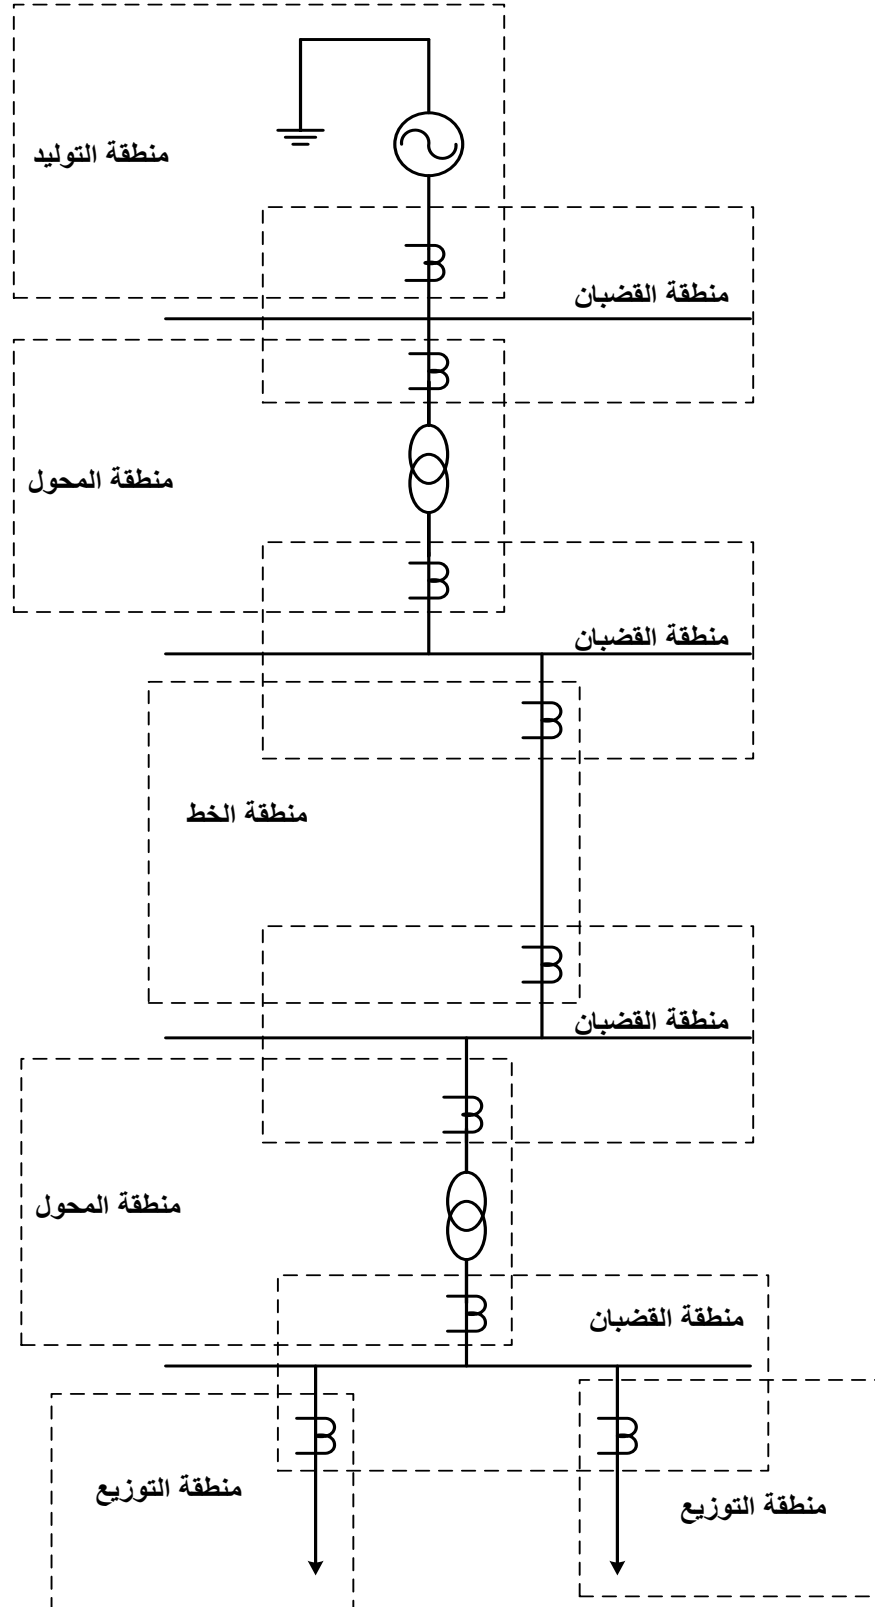 منطقة التوليد
منطقة القضبان
منطقة المحول
منطقة القضبان
منطقة الخط
منطقة القضبان
منطقة المحول
منطقة القضبان
منطقة التوزيع
منطقة التوزيع